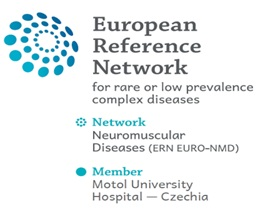 European
Reference
Network
for rare or low prevalence
complex diseases
Network
Neuromuscular
Diseases (ERN EURO-NMD)
Member
Motol University
Hospital — Czechia